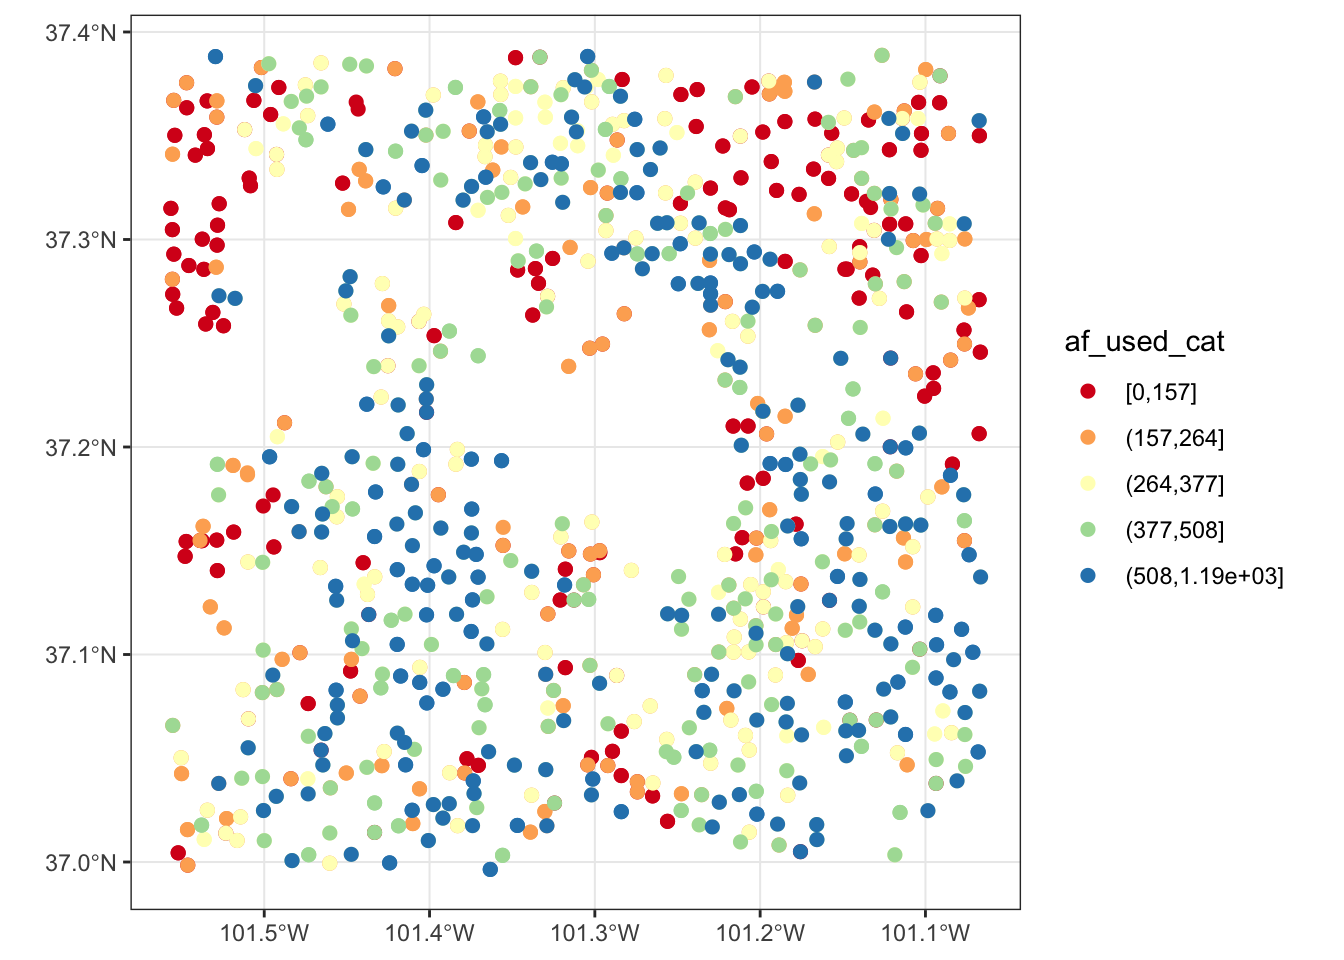 37.4°N
37.3°N
37.2°N
37.1°N
37.0°N
101.5°W
101.4°W
101.3°W
101.2°W
101.1°W
af_used_cat
[0,157]
(157,264]
(264,377]
(377,508]
(508,1.19e+03]